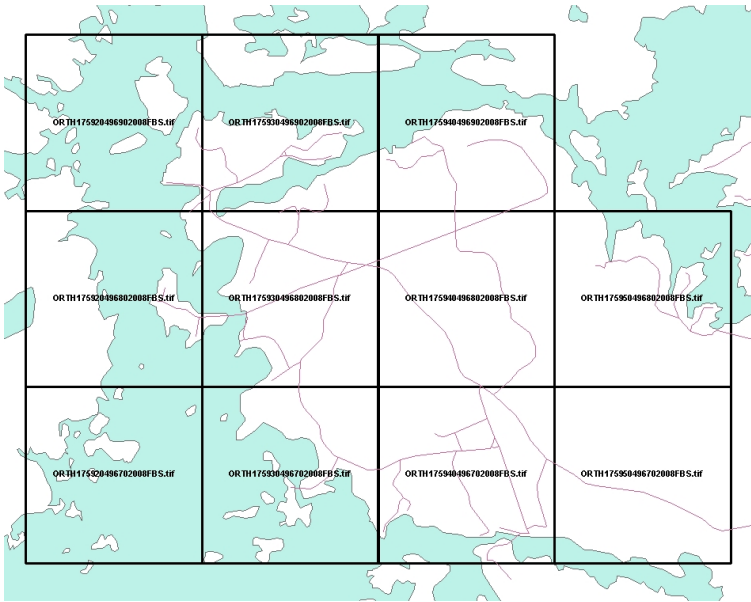 ORTH175920496902008FBS.tif
ORTH175930496902008FBS.tif
ORTH175940496902008FBS.tif
ORTH175920496802008FBS.tif
ORTH175930496802008FBS.tif
ORTH175940496802008FBS.tif
ORTH175950496802008FBS.tif
ORTH175920496702008FBS.tif
ORTH175930496702008FBS.tif
ORTH175940496702008FBS.tif
ORTH175950496702008FBS.tif